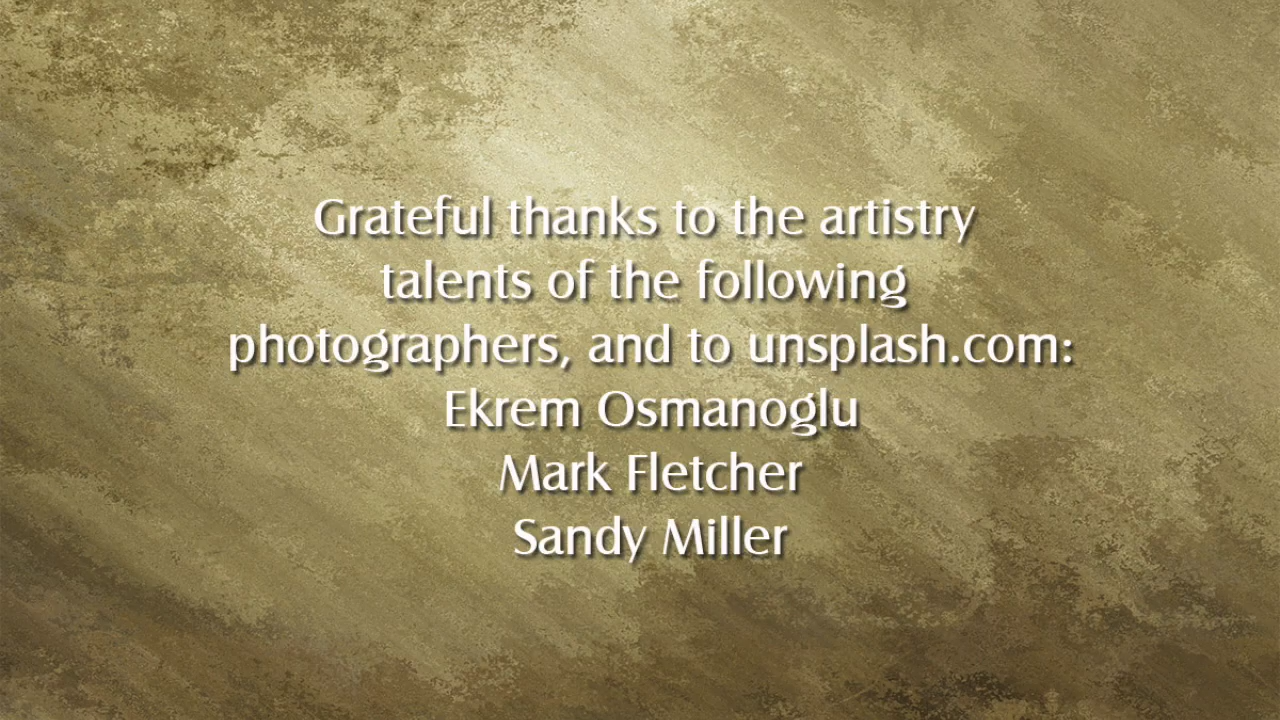 Grateful thanks to the artistry
talents of the following
photographers, and to unsplash.com:
Ekrem Osmanoglu
Mark Fletcher
Sandy Miller